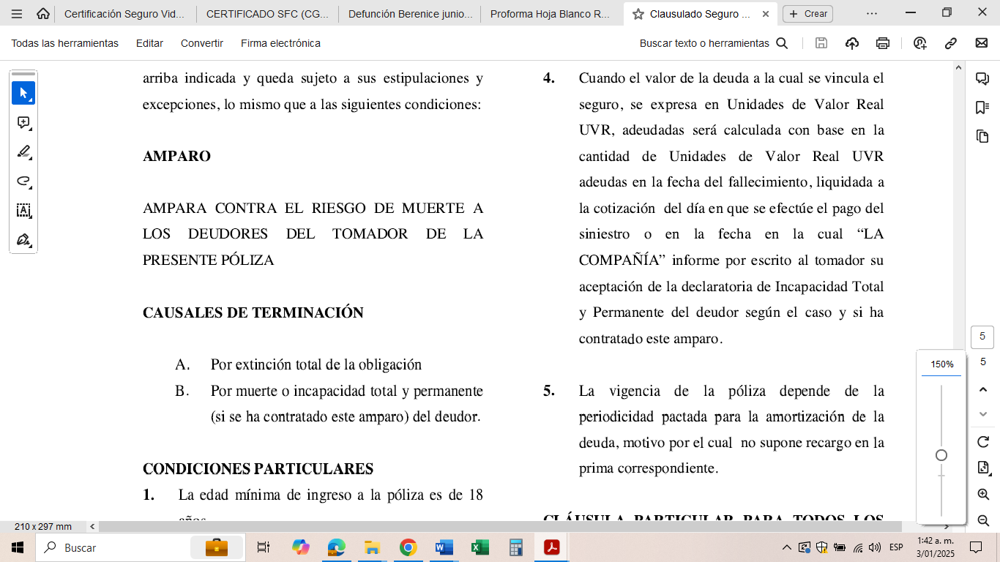 Certificación Seguro Vid...
CERTIFICADO SFC (CG...
Defunción Berenice junio...
Proforma Hoja Blanco R...
Clausulado Seguro ...
Crear
Todas las herramientas
Editar
Convertir
Firma electrónica
Buscar texto o herramientas
arriba indicada y queda sujeto a sus estipulaciones y
excepciones, lo mismo que a las siguientes condiciones:
AMPARO
AMPARA CONTRA EL RIESGO DE MUERTE A
LOS DEUDORES DEL TOMADOR DE LA
PRESENTE PÓLIZA
CAUSALES DE TERMINACIÓN
A. Por extinción total de la obligación
B. Por muerte o incapacidad total y permanente
(si se ha contratado este amparo) del deudor.
CONDICIONES PARTICULARES
1. La edad mínima de ingreso a la póliza es de 18
años
4. Cuando el valor de la deuda a la cual se vincula el
seguro, se expresa en Unidades de Valor Real
UVR, adeudadas será calculada con base en la
cantidad de Unidades de Valor Real UVR
adeudas en la fecha del fallecimiento, liquidada a
la cotización del día en que se efectúe el pago del
siniestro o en la fecha en la cual “LA
COMPAÑÍA” informe por escrito al tomador su
aceptación de la declaratoria de Incapacidad Total
y Permanente del deudor según el caso y si ha
contratado este amparo.
5. La vigencia de la póliza depende de la
periodicidad pactada para la amortización de la
deuda, motivo por el cual no supone recargo en la
prima correspondiente.
CLÁUSULA PARTICULAR PARA TODOS LOS
5
5
150%
210 x 297 mm
Buscar
ESP
1:42 a. m.
3/01/2025